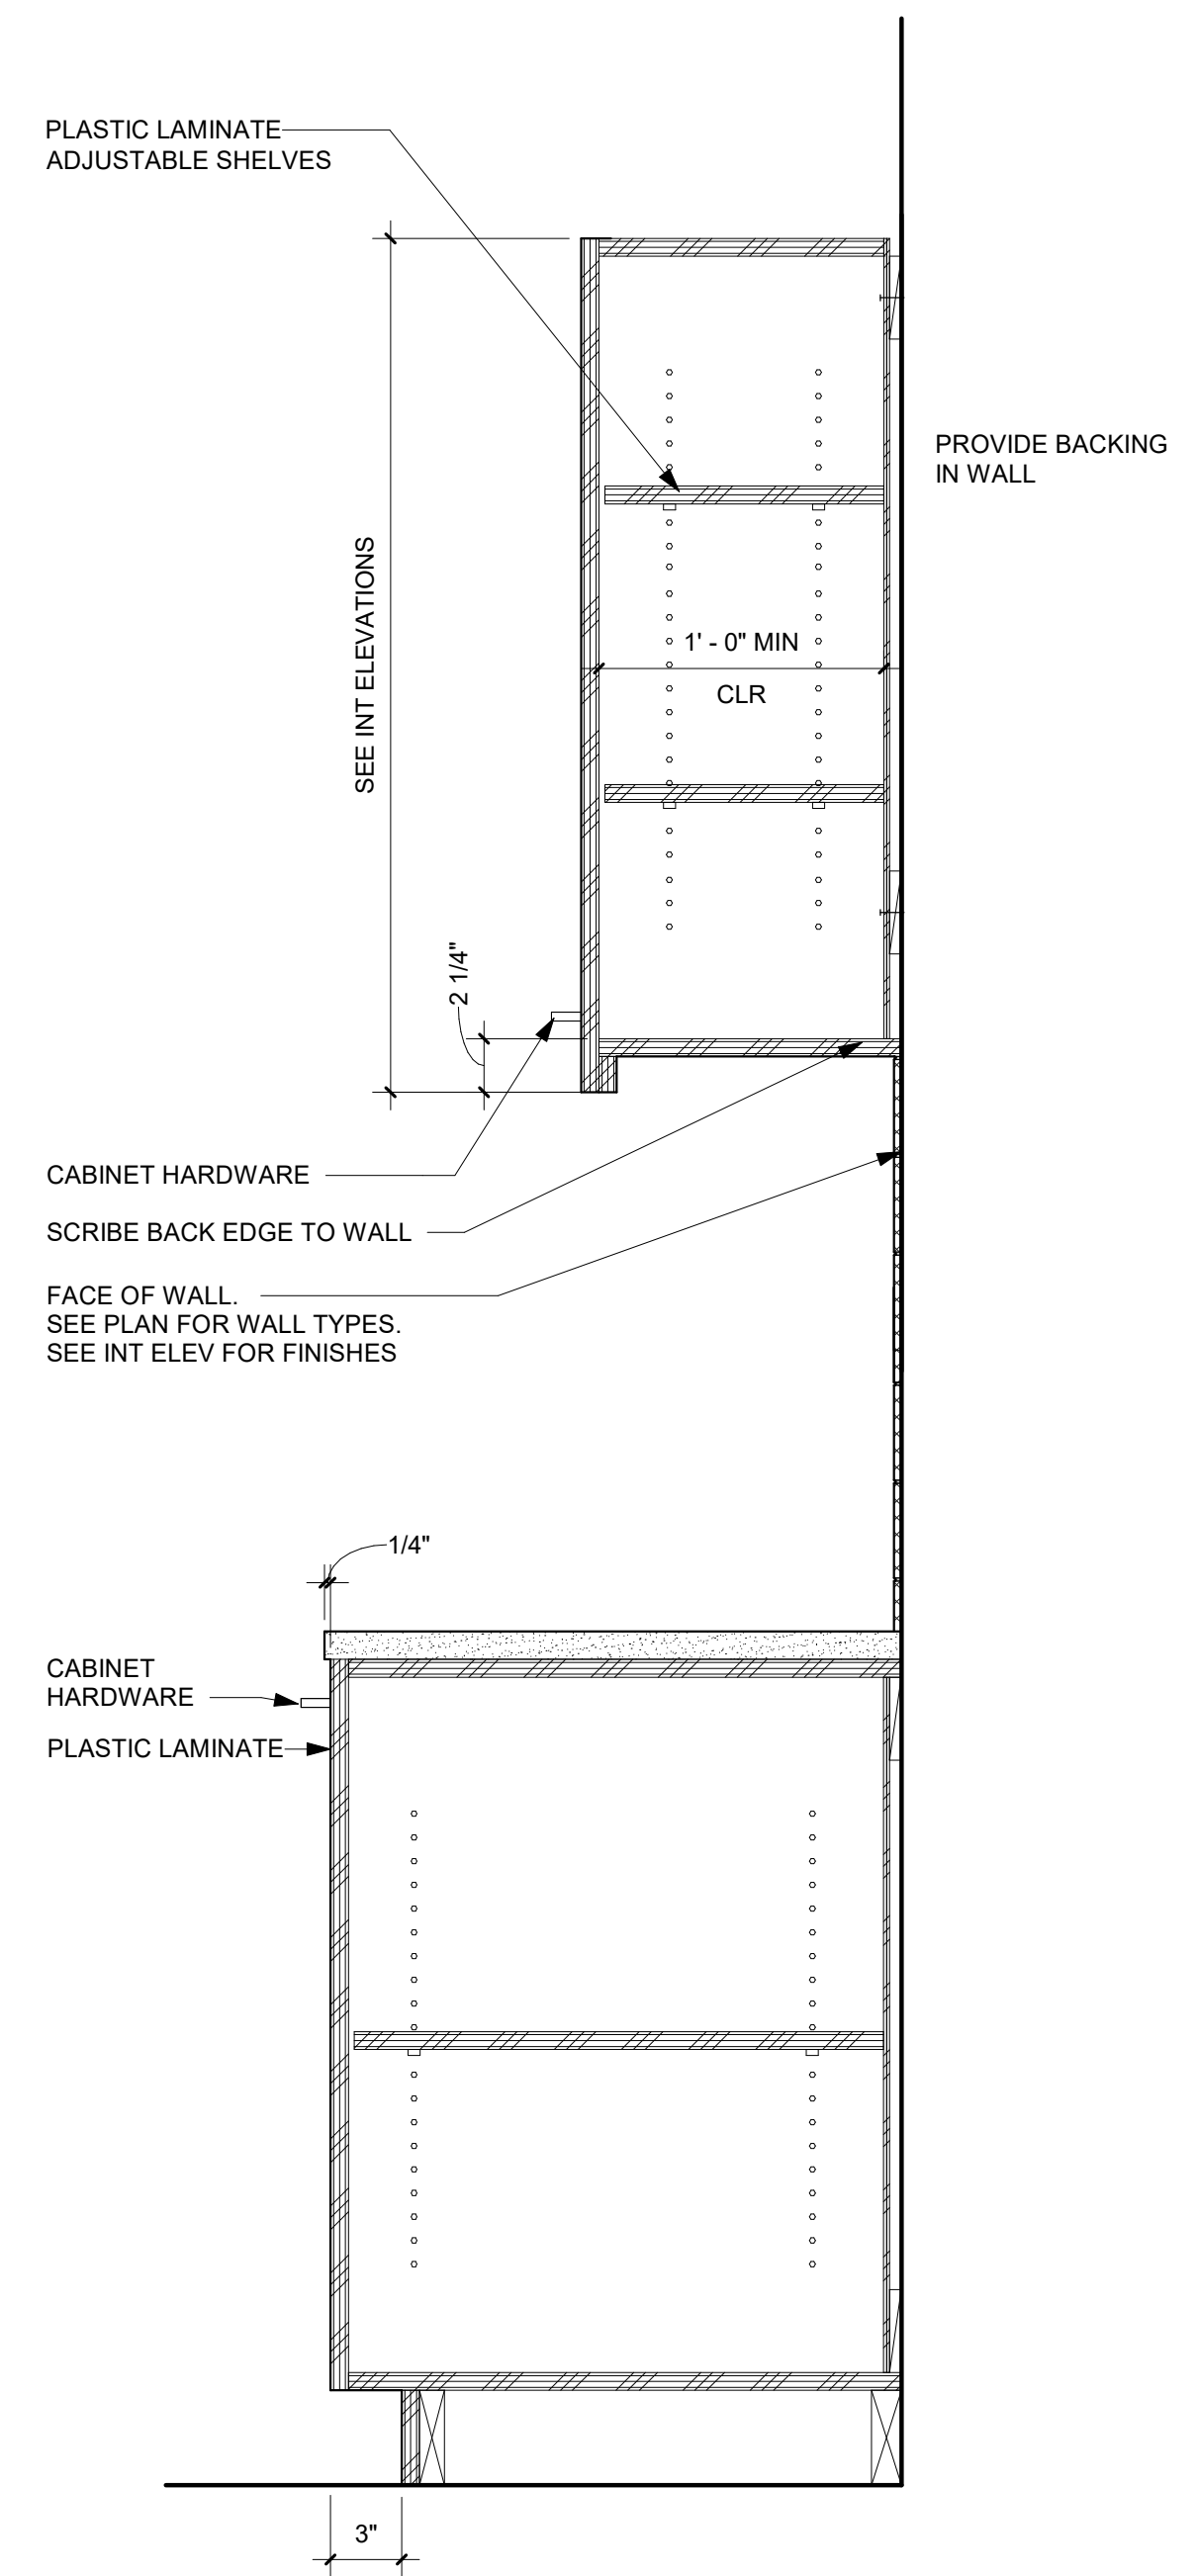 PLASTIC LAMINATE
ADJUSTABLE SHELVES
PROVIDE BACKING
IN WALL
SEE INT ELEVATIONS
1' - 0" MIN
CLR
2 1/4"
CABINET HARDWARE
SCRIBE BACK EDGE TO WALL
FACE OF WALL.
SEE PLAN FOR WALL TYPES.
SEE INT ELEV FOR FINISHES
1/4"
CABINET
HARDWARE
PLASTIC LAMINATE
3"